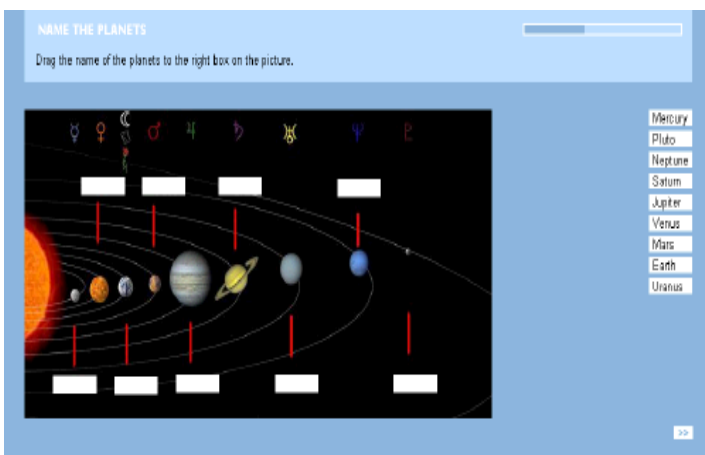 NAME THE PLANETS
Drag the name of the planets to the right box on the picture.
Mercury
Pluto
Neptune
Saturn
Jupiter
Venus
Mars
Earth
Uranus
>>